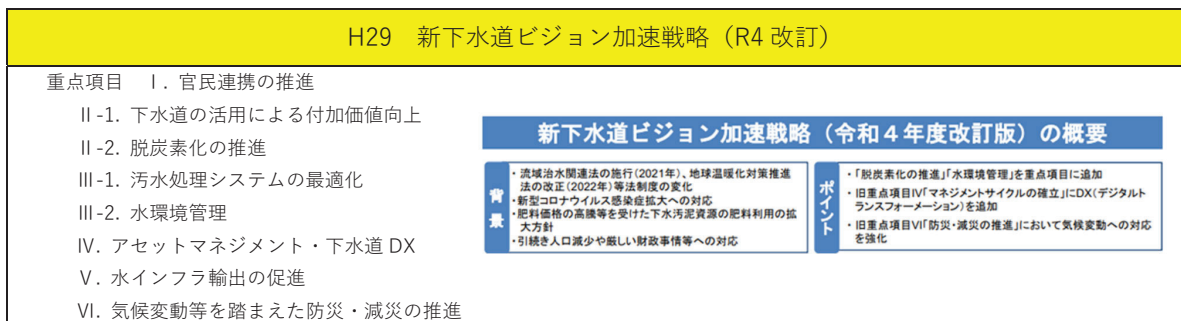 H29 新下水道ビジョン加速戦略（R4 改訂）
重点項目 Ⅰ. 官民連携の推進
Ⅱ-1. 下水道の活用による付加価値向上
Ⅱ-2. 脱炭素化の推進
Ⅲ-1. 汚水処理システムの最適化
Ⅲ-2. 水環境管理
Ⅳ. アセットマネジメント・下水道 DX
Ⅴ. 水インフラ輸出の促進
Ⅵ. 気候変動等を踏まえた防災・減災の推進
新下水道ビジョン加速戦略（令和４年度改訂版）の概要
背景
・流域治水関連法の施行(2021年)、地球温暖化対策推進
法の改正(2022年)等法制度の変化
・新型コロナウイルス感染症拡大への対応
・肥料価格の高騰等を受けた下水汚泥資源の肥料利用の拡
大方針
・引続き人口減少や厳しい財政事情等への対応
ポイント
・「脱炭素化の推進」「水環境管理」を重点項目に追加
・旧重点項目Ⅳ「マネジメントサイクルの確立」にDX(デジタルト
ランスフォーメーション)を追加
・旧重点項目Ⅵ「防災・減災の推進」において気候変動への対応
を強化